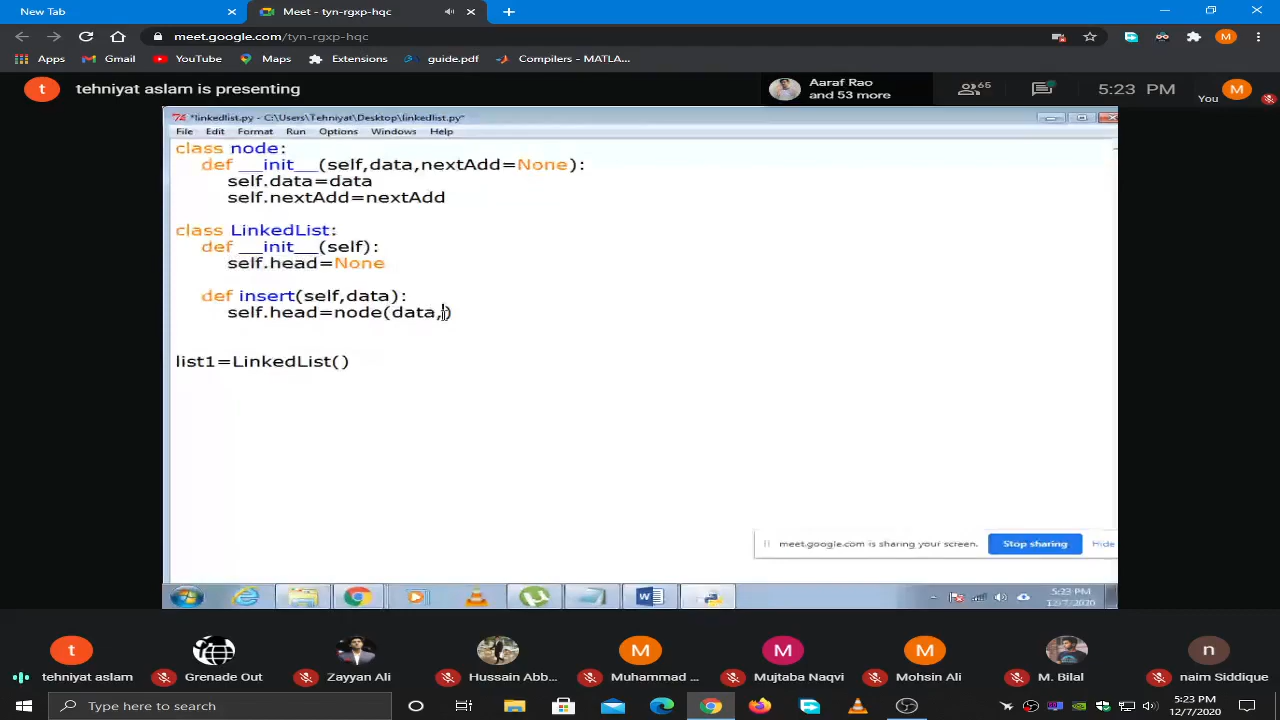 New Tab
Meet - tyn-rgxp-hqc
meet.google.com/tyn-rgxp-hqc
M
Apps
Gmail
YouTube
Maps
Extensions
guide.pdf
Compilers - MATLA...
t
tehniyat aslam is presenting
Aaraf Rao
and 53 more
65
5:23 PM
You
M
*linkedlist.py - C:\Users\Tehniyat\Desktop\linkedlist.py*
File Edit Format Run Options Windows Help
class node:
def __init__(self,data,nextAdd=None):
self.data=data
self.nextAdd=nextAdd
class LinkedList:
def __init__(self):
self.head=None
def insert(self,data):
self.head=node(data,)
list1=LinkedList()
meet.google.com is sharing your screen.
Stop sharing
Hide
5:23 PM
12/7/2020
t
M
M
M
n
tehniyat aslam
Grenade Out
Zayyan Ali
Hussain Abb...
Muhammad ...
Mujtaba Naqvi
Mohsin Ali
M. Bilal
naim Siddique
Type here to search
5:23 PM
12/7/2020